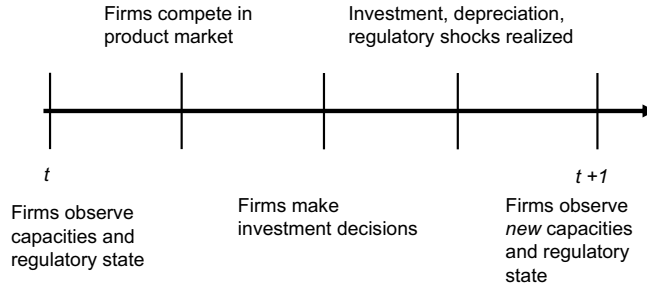 Firms compete in
product market
Investment, depreciation,
regulatory shocks realized
t
t +1
Firms observe
capacities and
regulatory state
Firms make
investment decisions
Firms observe
new capacities
and regulatory
state